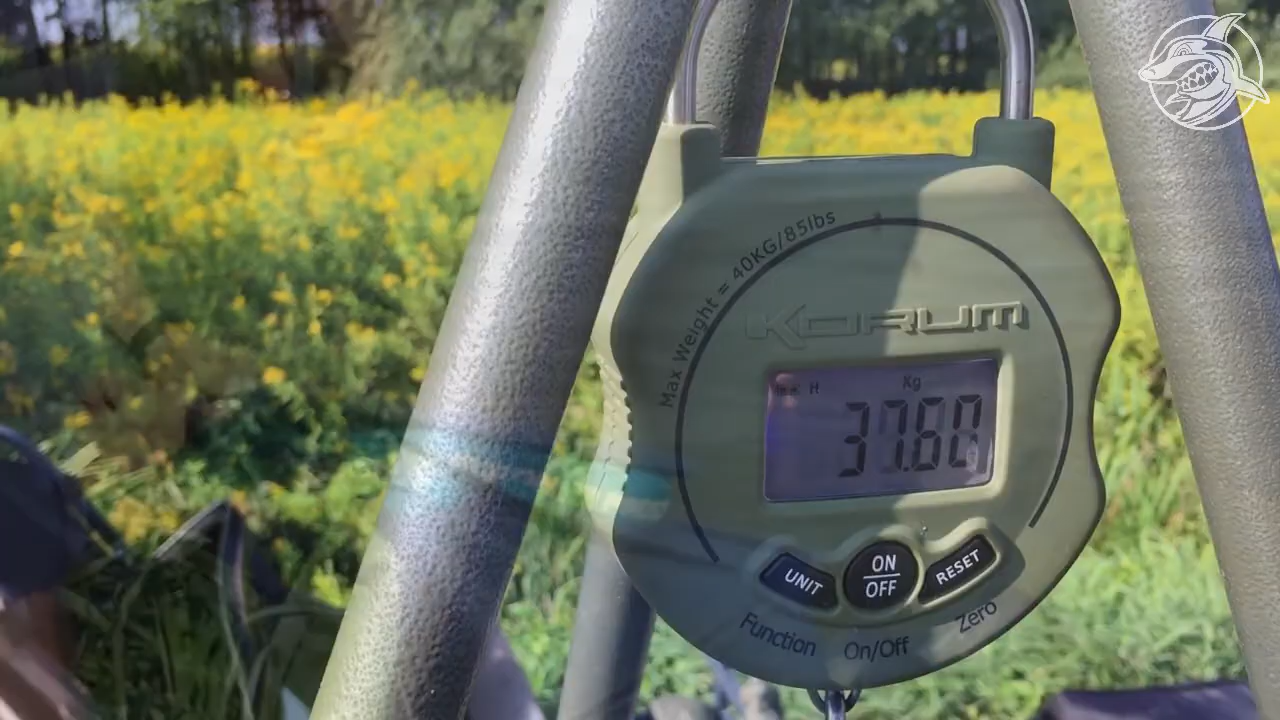 Max Weight = 40KG/85lbs
KORUM
H Kg
37.60
UNIT
ON
OFF
RESET
Function On/Off Zero